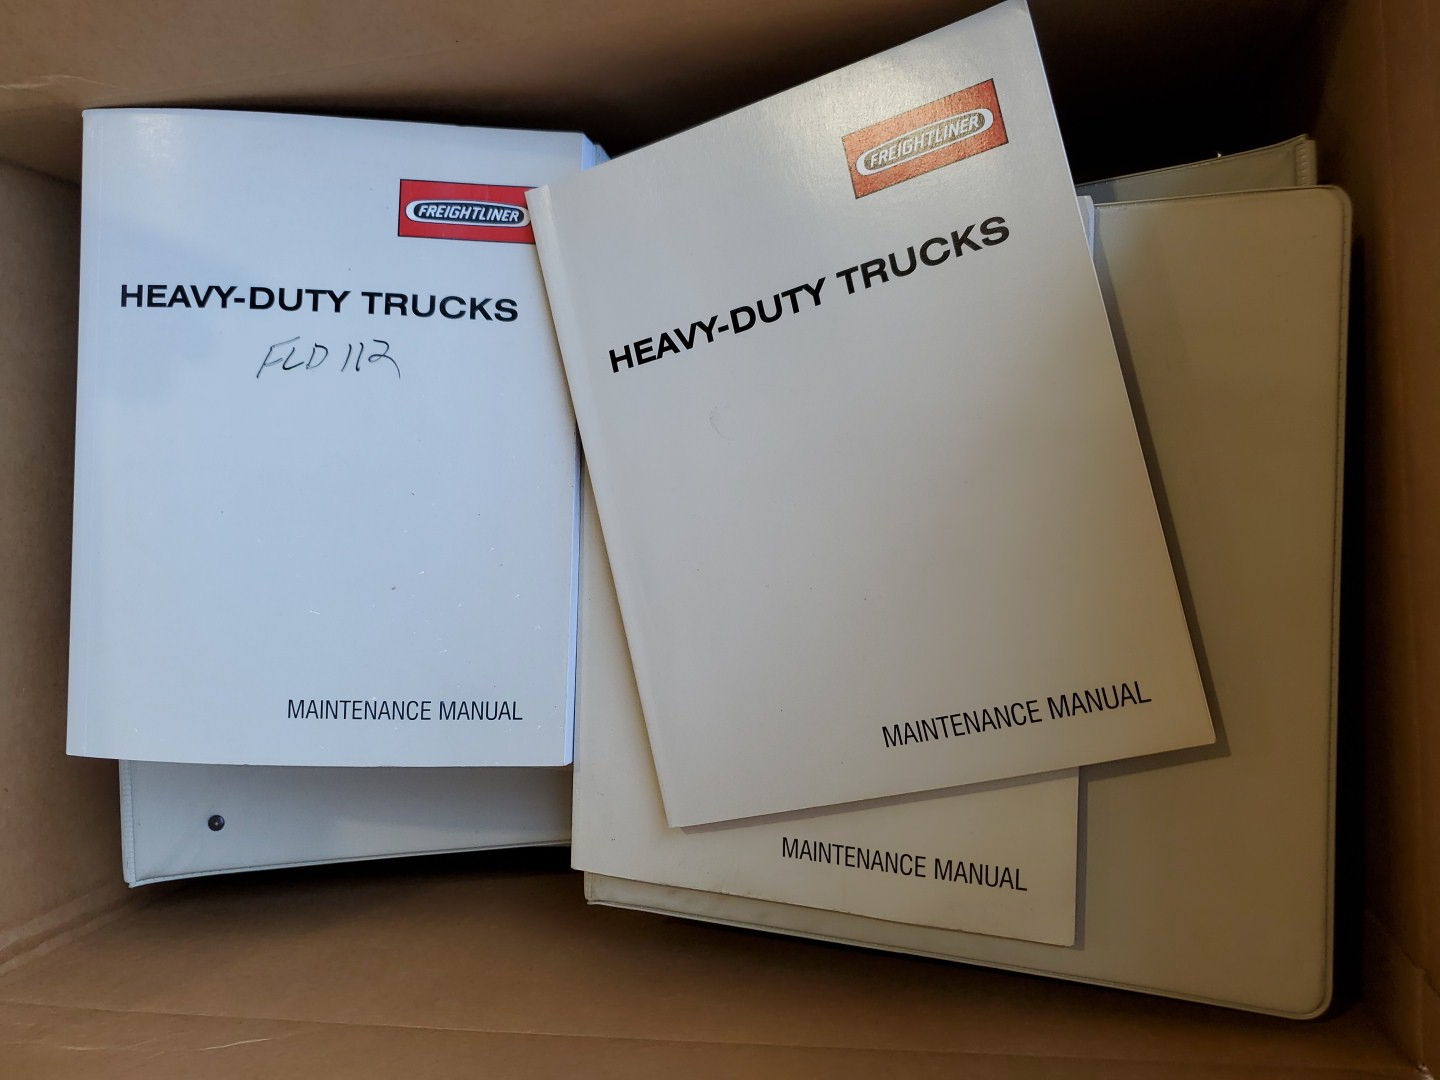 FREIGHTLINER
HEAVY-DUTY TRUCKS
FLD 112
MAINTENANCE MANUAL
FREIGHTLINER
HEAVY-DUTY TRUCKS
MAINTENANCE MANUAL
MAINTENANCE MANUAL